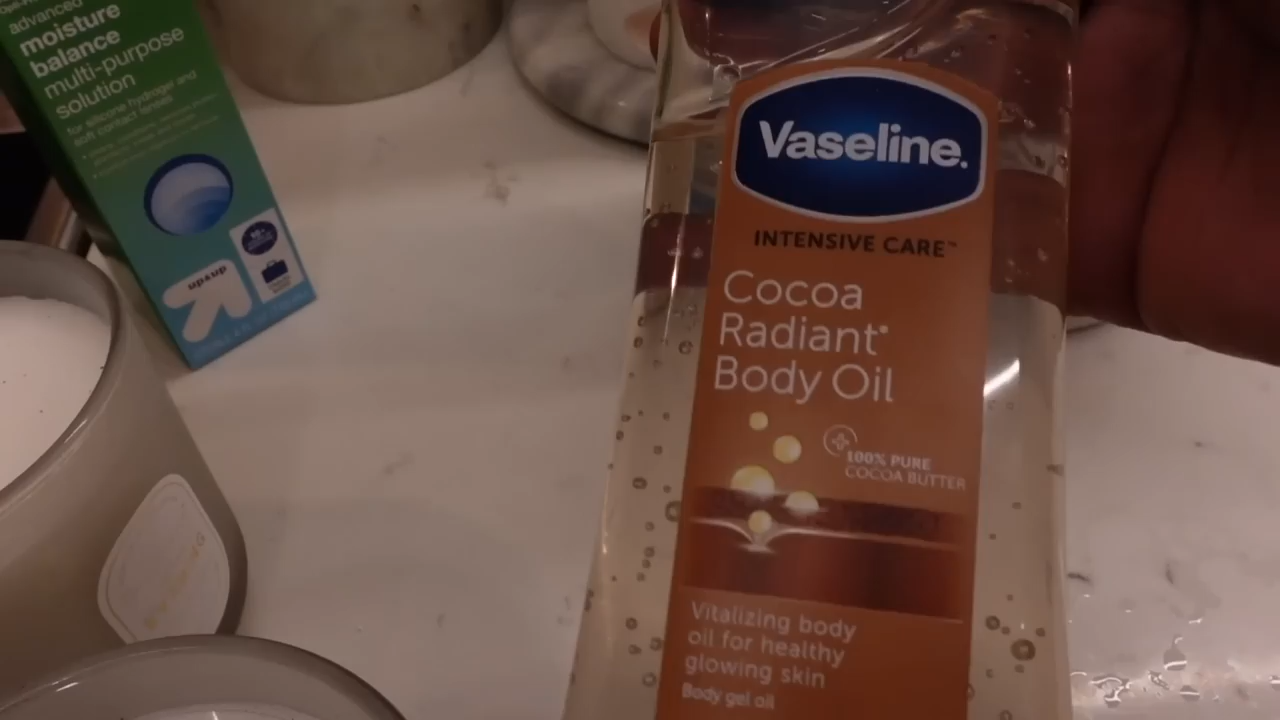 advanced
moisture
balance
multi-purpose
solution
for silicone hydrogel and
soft contact lenses
up&up
Vaseline.
INTENSIVE CARE™
Cocoa
Radiant®
Body Oil
100% PURE
COCOA BUTTER
Vitalizing body
oil for healthy
glowing skin
Body gel oil